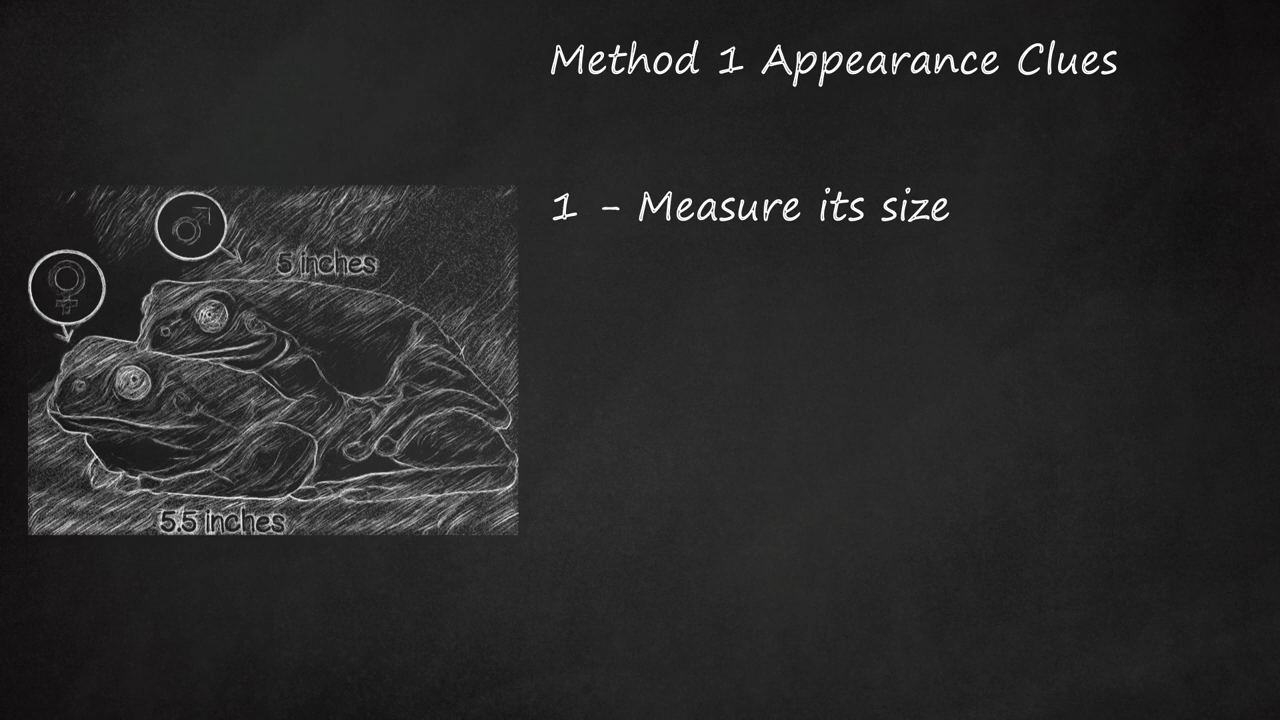 Method 1 Appearance Clues
1 - Measure its size
5 inches
5.5 inches